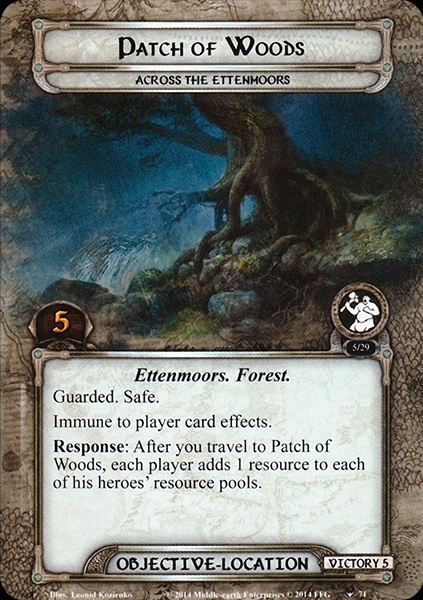 Patch of Woods
Across the Ettenmoors
5
5/29
Ettenmoors. Forest.
Guarded. Safe.
Immune to player card effects.
Response: After you travel to Patch of
Woods, each player adds 1 resource to each
of his heroes’ resource pools.
Objective-Location
Victory 5
Illus. Leonid Kozienko
© 2014 Middle-earth Enterprises © 2014 FFG
71